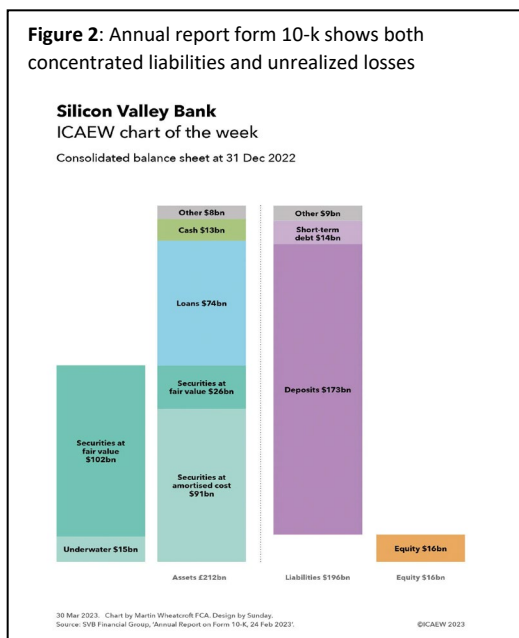 Figure 2: Annual report form 10-k shows both
concentrated liabilities and unrealized losses
Silicon Valley Bank
ICAEW chart of the week
Consolidated balance sheet at 31 Dec 2022
Other $8bn
Cash $13bn
Loans $74bn
Securities at
fair value $26bn
Securities at
amortised cost
$91bn
Securities at
fair value
$102bn
Underwater $15bn
Other $9bn
Short-term
debt $14bn
Deposits $173bn
Equity $16bn
Assets £212bn
Liabilities $196bn
Equity $16bn
30 Mar 2023. Chart by Martin Wheatcroft FCA. Design by Sunday.
Source: SVB Financial Group, 'Annual Report on Form 10-K, 24 Feb 2023'.
©ICAEW 2023